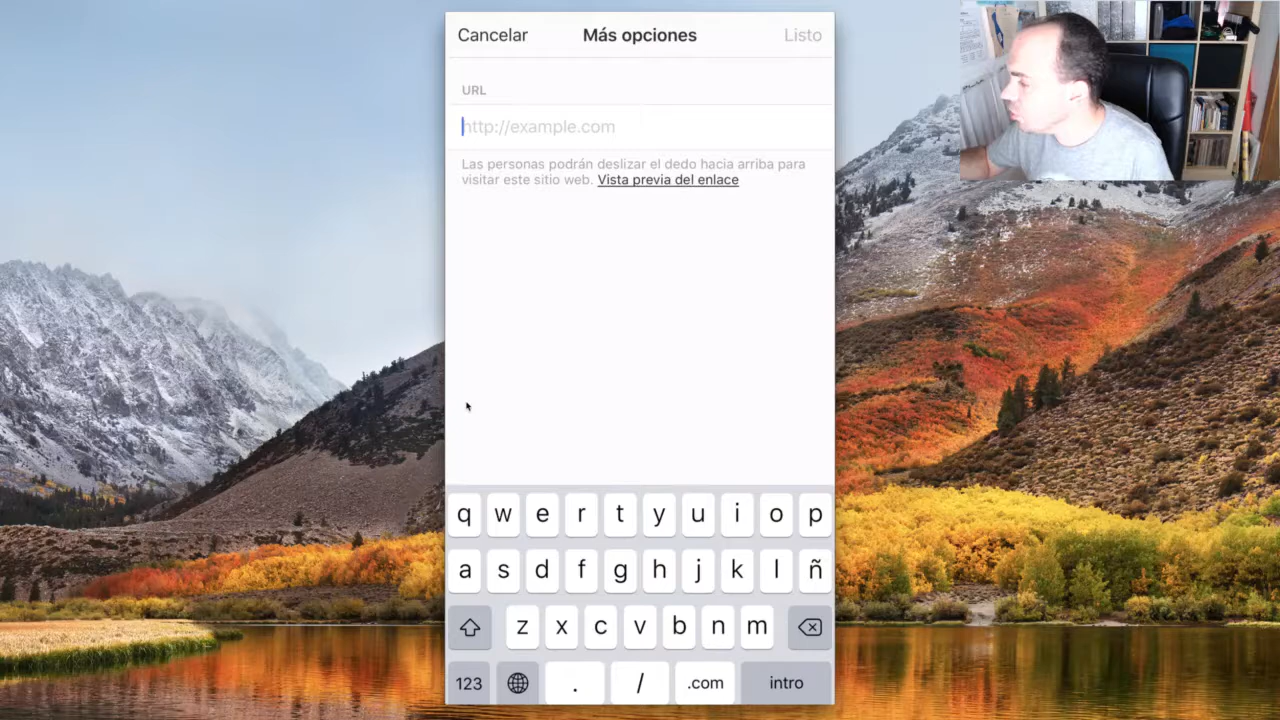 Cancelar Más opciones Listo
URL
http://example.com
Las personas podrán deslizar el dedo hacia arriba para
visitar este sitio web. Vista previa del enlace
q w e r t y u i o p
a s d f g h j k l ñ
z x c v b n m
123 . / .com intro